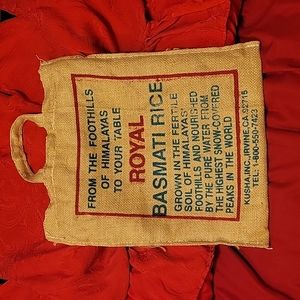 FROM THE FOOTHILLS
OF HIMALAYAS
TO YOUR TABLE
ROYAL
BASMATI RICE
GROWN IN THE FERTILE
SOIL OF HIMALAYAS'
FOOTHILLS AND NOURISHED
BY THE PURE WATER FROM
THE HIGHEST SNOW-COVERED
PEAKS IN THE WORLD
KUSHA, INC., IRVINE, CA. 92718
TEL: 1-800-550-7423